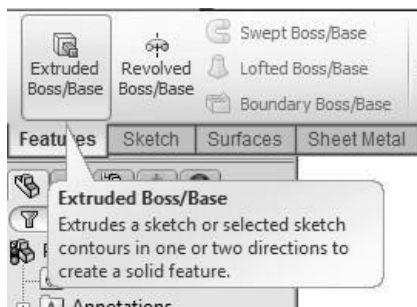 Extruded Boss/Base
Revolved Boss/Base
Swept Boss/Base
Lofted Boss/Base
Boundary Boss/Base
Features Sketch Surfaces Sheet Metal
Extruded Boss/Base
Extrudes a sketch or selected sketch
contours in one or two directions to
create a solid feature.
Annotations